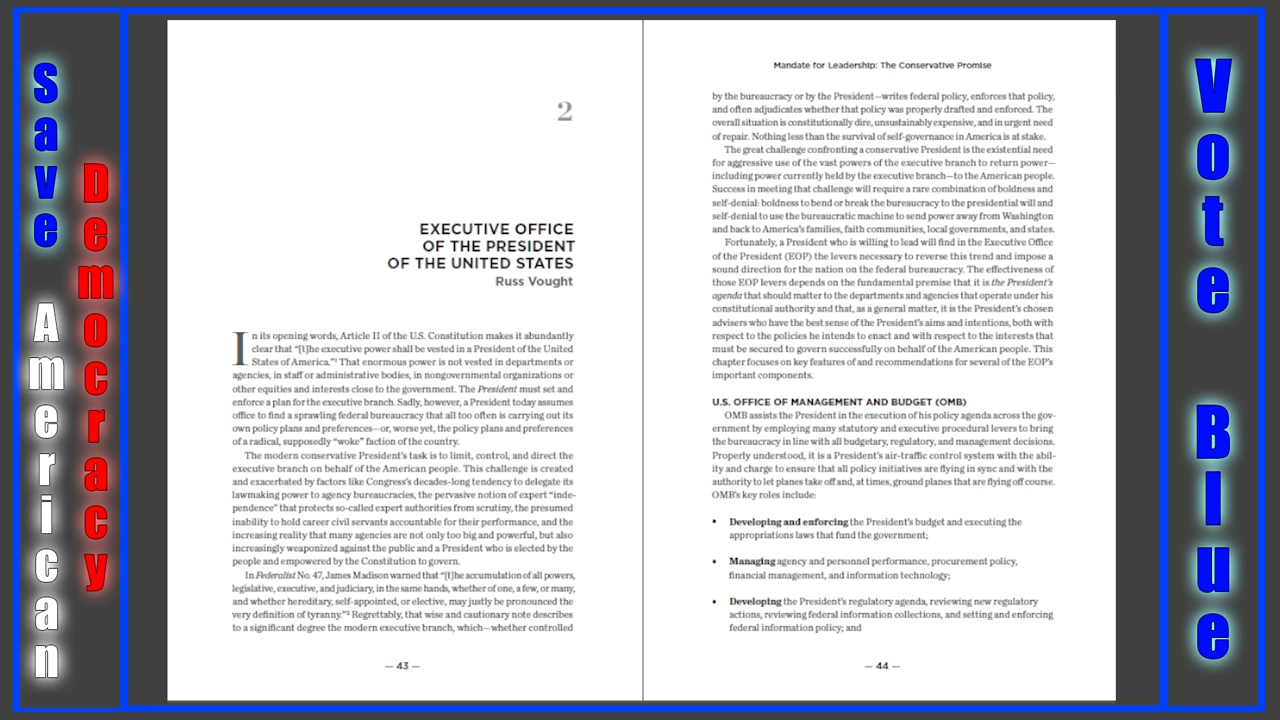 Save
American
Democracy
2
EXECUTIVE OFFICE
OF THE PRESIDENT
OF THE UNITED STATES
Russ Vought
In its opening words, Article II of the U.S. Constitution makes it abundantly
clear that “[t]he executive power shall be vested in a President of the United
States of America.”¹ That enormous power is not vested in departments or
agencies, in staff or administrative bodies, in nongovernmental organizations or
other equities and interests close to the government. The President must set and
enforce a plan for the executive branch. Sadly, however, a President today assumes
office to find a sprawling federal bureaucracy that all too often is carrying out its
own policy plans and preferences—or, worse yet, the policy plans and preferences
of a radical, supposedly “woke” faction of the country.
The modern conservative President’s task is to limit, control, and direct the
executive branch on behalf of the American people. This challenge is created
and exacerbated by factors like Congress’s decades-long tendency to delegate its
lawmaking power to agency bureaucracies, the pervasive notion of expert “inde-
pendence” that protects so-called expert authorities from scrutiny, the presumed
inability to hold career civil servants accountable for their performance, and the
increasing reality that many agencies are not only too big and powerful, but also
increasingly weaponized against the public and a President who is elected by the
people and empowered by the Constitution to govern.
In Federalist No. 47, James Madison warned that “[t]he accumulation of all powers,
legislative, executive, and judiciary, in the same hands, whether of one, a few, or many,
and whether hereditary, self-appointed, or elective, may justly be pronounced the
very definition of tyranny.”² Regrettably, that wise and cautionary note describes
to a significant degree the modern executive branch, which—whether controlled
— 43 —
Mandate for Leadership: The Conservative Promise
by the bureaucracy or by the President—writes federal policy, enforces that policy,
and often adjudicates whether that policy was properly drafted and enforced. The
overall situation is constitutionally dire, unsustainably expensive, and in urgent need
of repair. Nothing less than the survival of self-governance in America is at stake.
The great challenge confronting a conservative President is the existential need
for aggressive use of the vast powers of the executive branch to return power—
including power currently held by the executive branch—to the American people.
Success in meeting that challenge will require a rare combination of boldness and
self-denial: boldness to bend or break the bureaucracy to the presidential will and
self-denial to use the bureaucratic machine to send power away from Washington
and back to America’s families, faith communities, local governments, and states.
Fortunately, a President who is willing to lead will find in the Executive Office
of the President (EOP) the levers necessary to reverse this trend and impose a
sound direction for the nation on the federal bureaucracy. The effectiveness of
those EOP levers depends on the fundamental premise that it is the President’s
agenda that should matter to the departments and agencies that operate under his
constitutional authority and that, as a general matter, it is the President’s chosen
advisers who have the best sense of the President’s aims and intentions, both with
respect to the policies he intends to enact and with respect to the interests that
must be secured to govern successfully on behalf of the American people. This
chapter focuses on key features of and recommendations for several of the EOP’s
important components.
U.S. OFFICE OF MANAGEMENT AND BUDGET (OMB)
OMB assists the President in the execution of his policy agenda across the gov-
ernment by employing many statutory and executive procedural levers to bring
the bureaucracy in line with all budgetary, regulatory, and management decisions.
Properly understood, it is a President’s air-traffic control system with the abil-
ity and charge to ensure that all policy initiatives are flying in sync and with the
authority to let planes take off and, at times, ground planes that are flying off course.
OMB’s key roles include:
• Developing and enforcing the President’s budget and executing the
appropriations laws that fund the government;
• Managing agency and personnel performance, procurement policy,
financial management, and information technology;
• Developing the President’s regulatory agenda, reviewing new regulatory
actions, reviewing federal information collections, and setting and enforcing
federal information policy; and
— 44 —
Vote
Blue